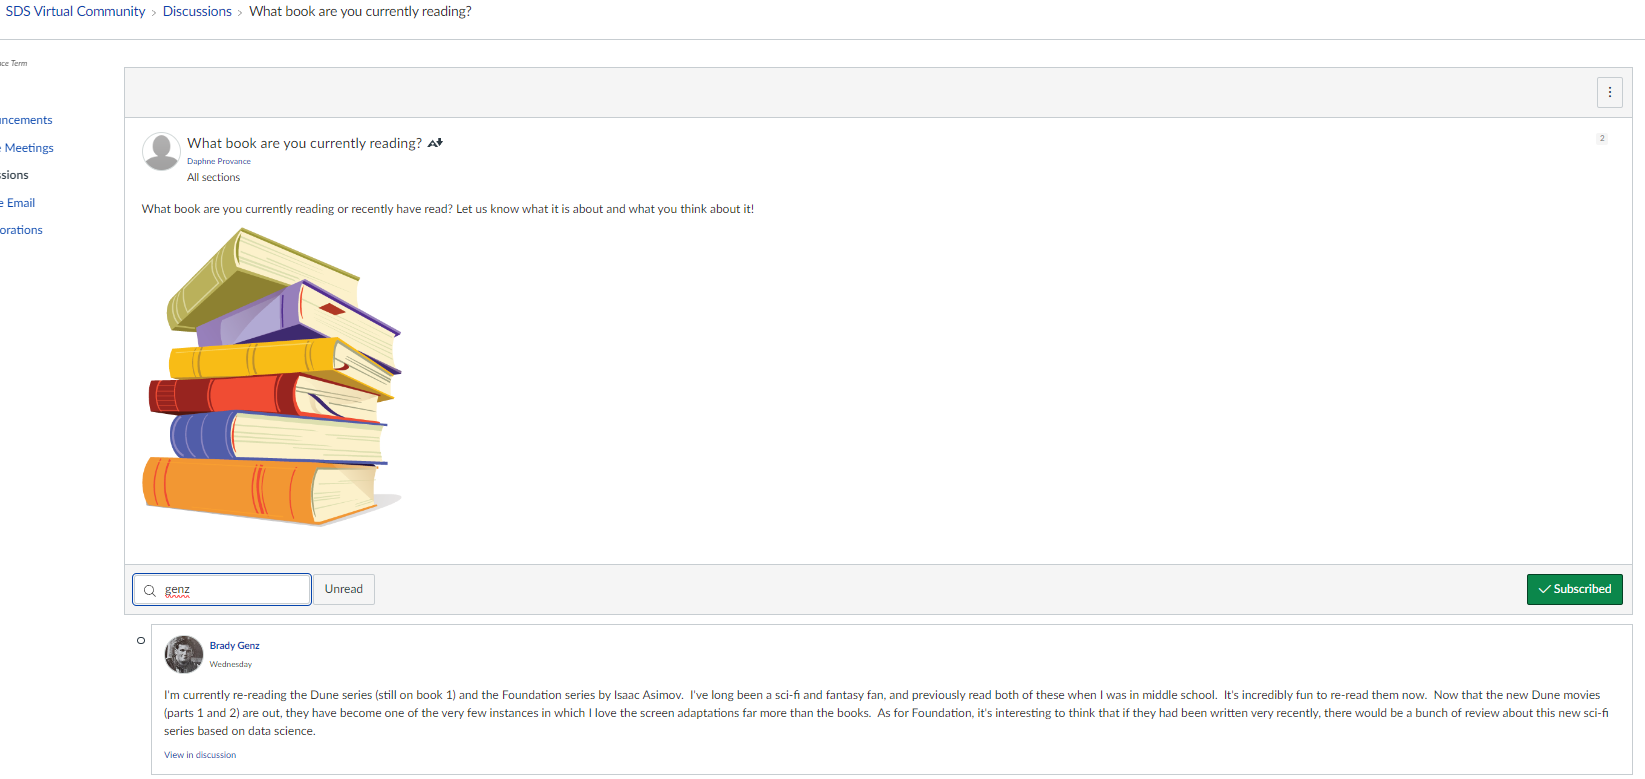 SDS Virtual Community › Discussions › What book are you currently reading?
ce Term
ncements
Meetings
sions
e Email
orations
What book are you currently reading?
2
Daphne Provance
All sections
What book are you currently reading or recently have read? Let us know what it is about and what you think about it!
genz
Unread
Subscribed
Brady Genz
Wednesday
I'm currently re-reading the Dune series (still on book 1) and the Foundation series by Isaac Asimov.  I've long been a sci-fi and fantasy fan, and previously read both of these when I was in middle school.  It's incredibly fun to re-read them now.  Now that the new Dune movies
(parts 1 and 2) are out, they have become one of the very few instances in which I love the screen adaptations far more than the books.  As for Foundation, it's interesting to think that if they had been written very recently, there would be a bunch of review about this new sci-fi
series based on data science.
View in discussion